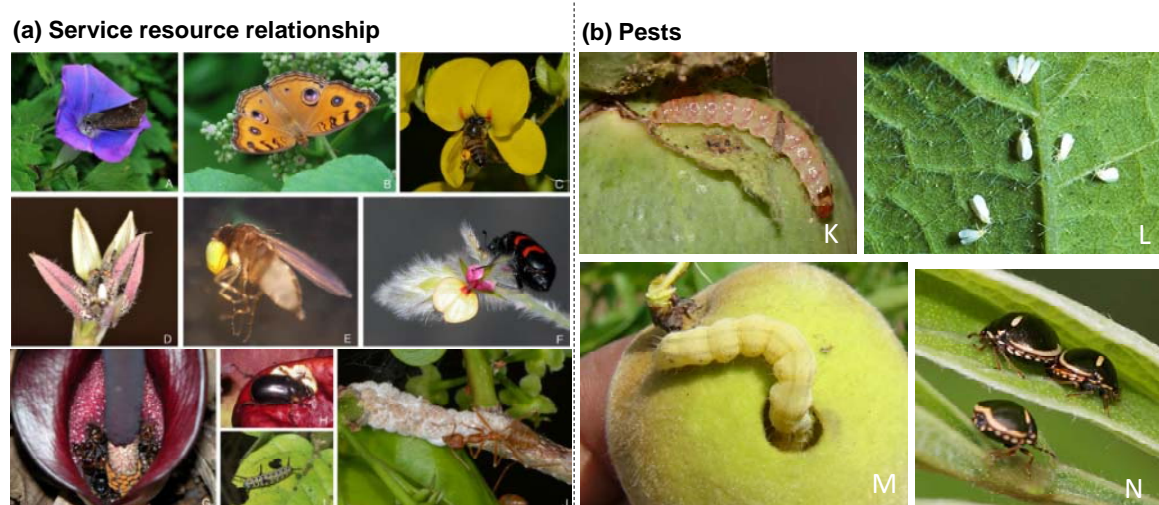 (a) Service resource relationship
(b) Pests
A
B
C
K
L
D
E
F
H
G
I
J
M
N